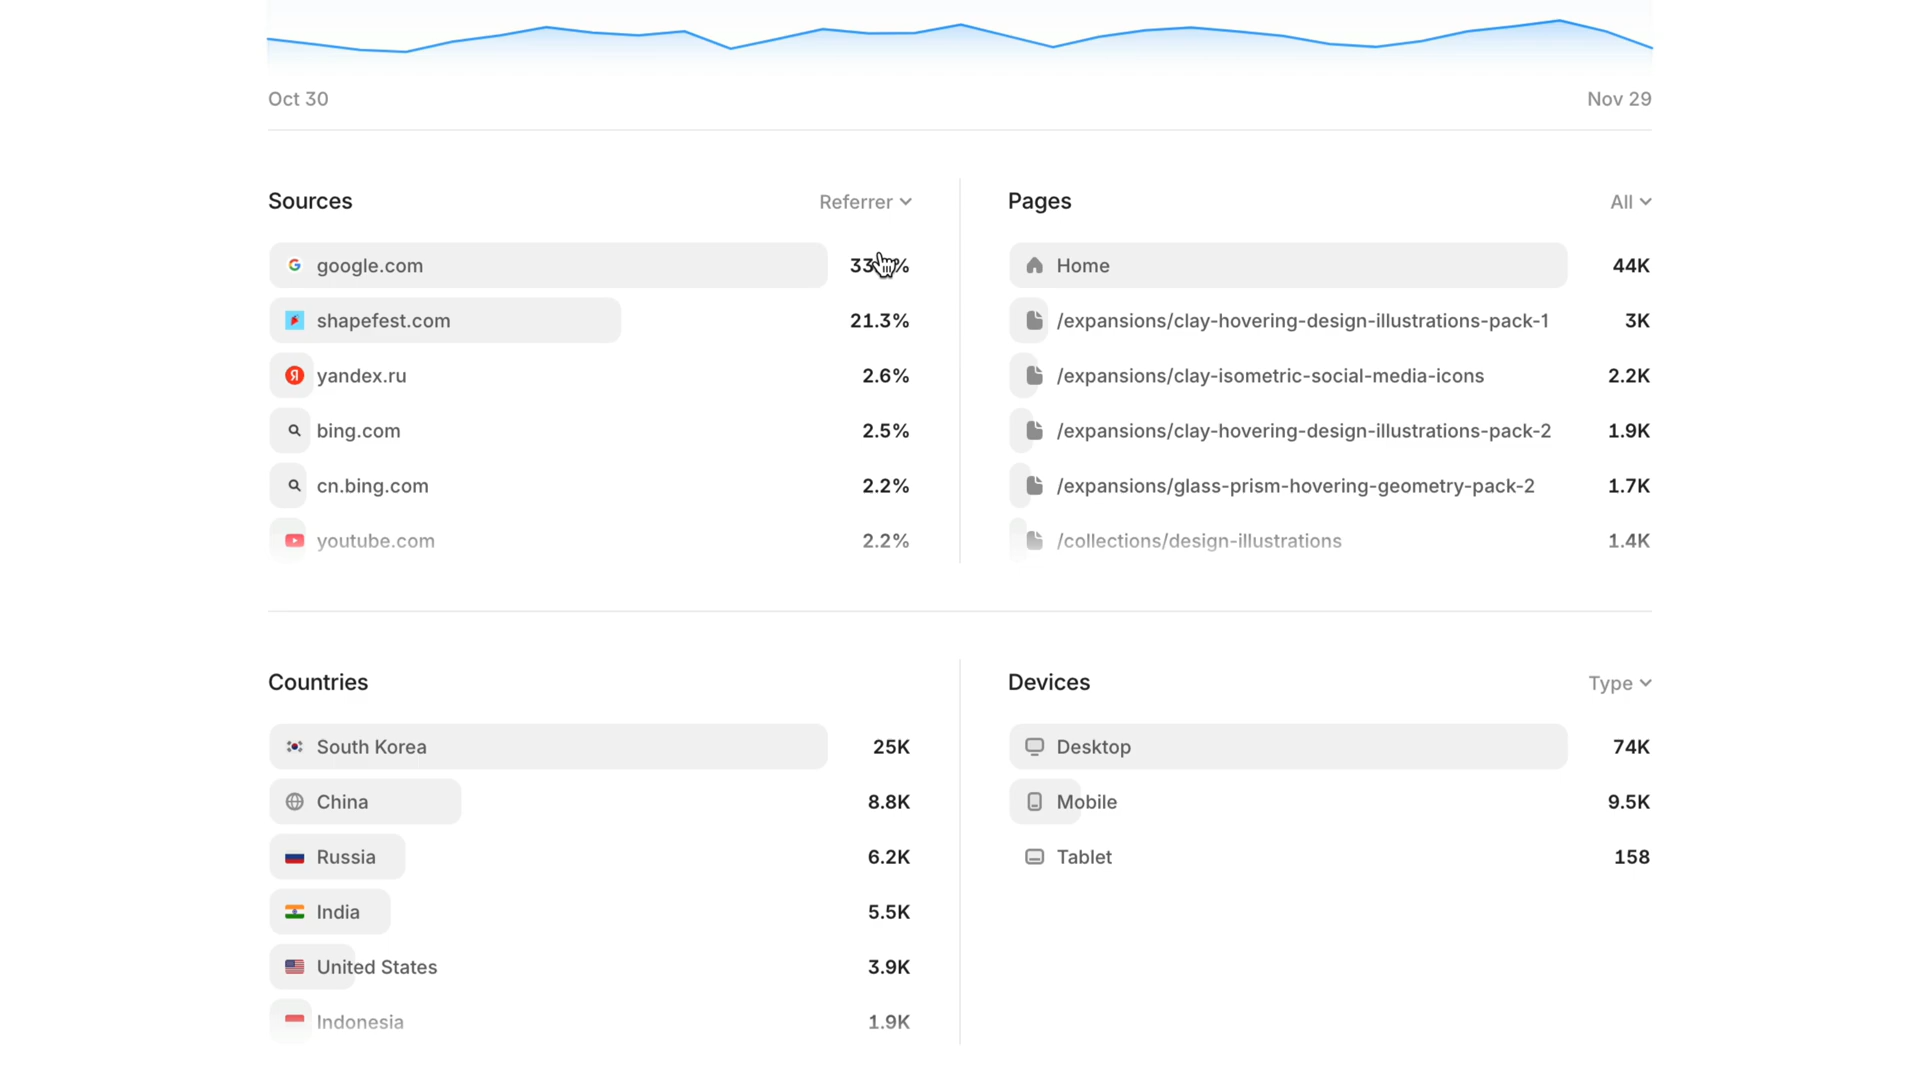 Oct 30
Nov 29
Sources
Referrer
google.com
shapefest.com 21.3%
yandex.ru 2.6%
bing.com 2.5%
cn.bing.com 2.2%
youtube.com 2.2%
Pages
All
Home 44K
/expansions/clay-hovering-design-illustrations-pack-1 3K
/expansions/clay-isometric-social-media-icons 2.2K
/expansions/clay-hovering-design-illustrations-pack-2 1.9K
/expansions/glass-prism-hovering-geometry-pack-2 1.7K
/collections/design-illustrations 1.4K
Countries
South Korea 25K
China 8.8K
Russia 6.2K
India 5.5K
United States 3.9K
Indonesia 1.9K
Devices
Type
Desktop 74K
Mobile 9.5K
Tablet 158